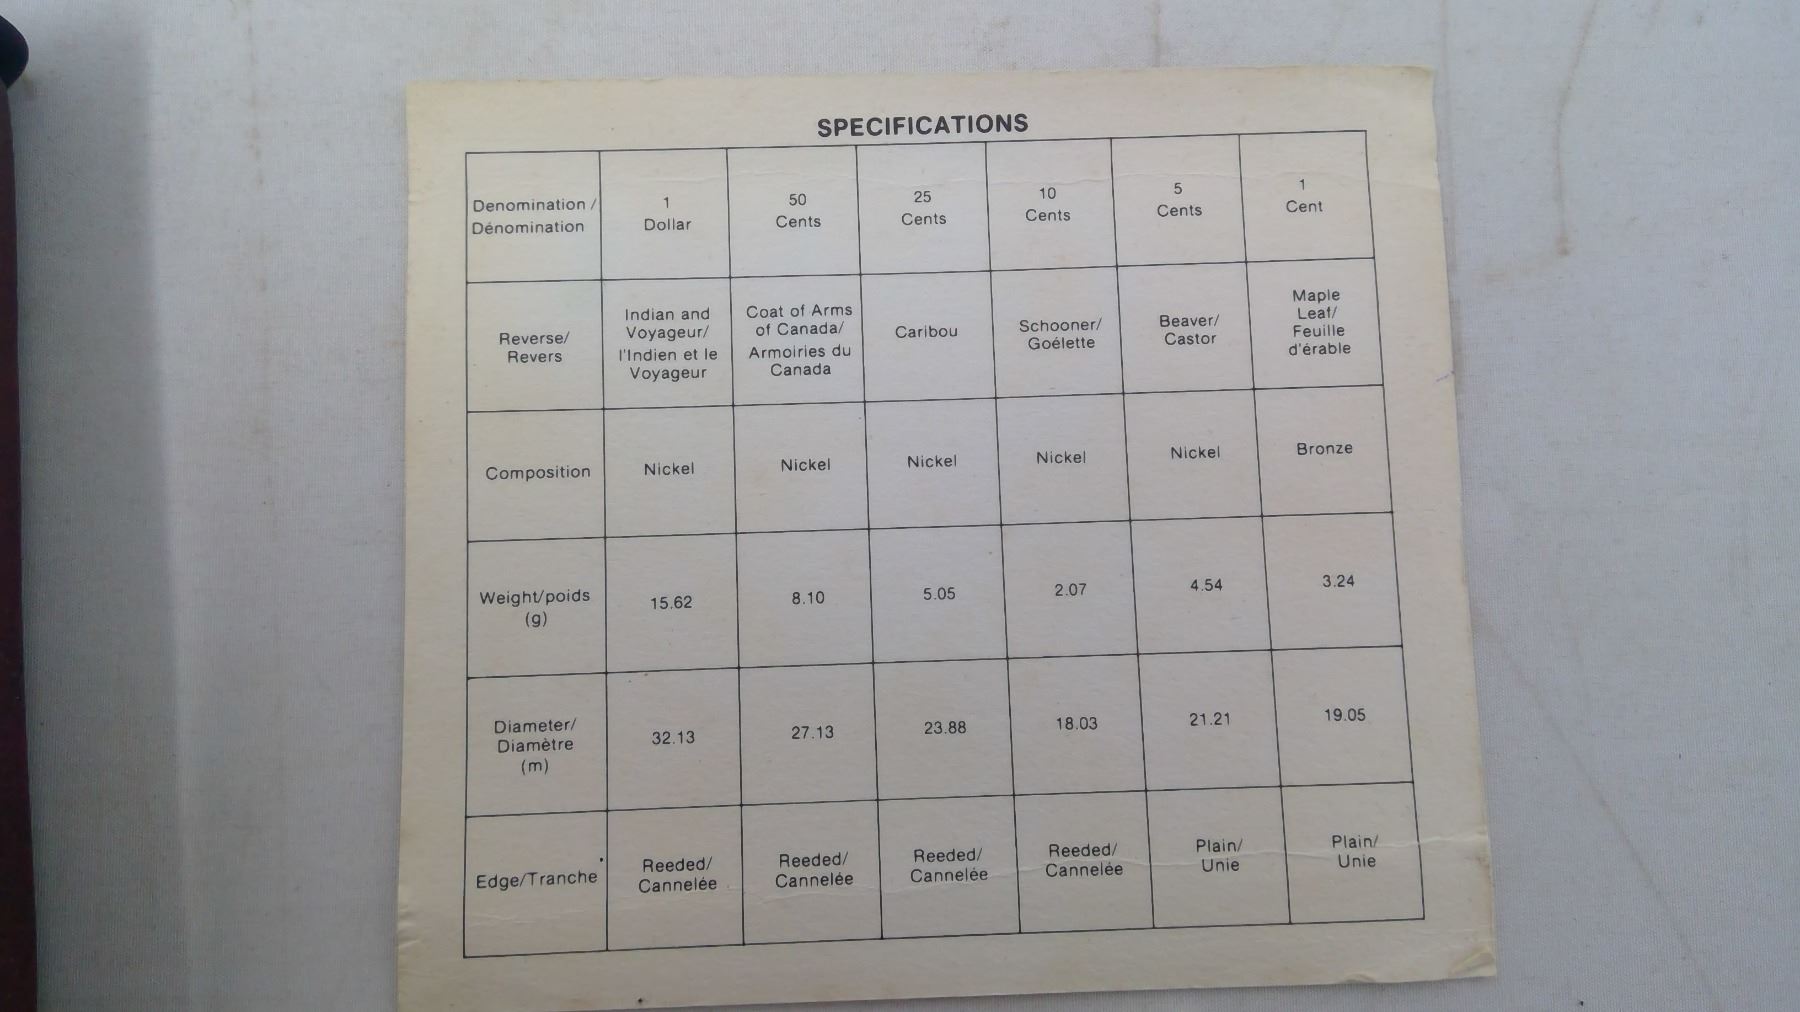 SPECIFICATIONS
Denomination /
Dénomination
1
Dollar
50
Cents
25
Cents
10
Cents
5
Cents
1
Cent
Reverse/
Revers
Indian and
Voyageur/
l'Indien et le
Voyageur
Coat of Arms
of Canada/
Armoiries du
Canada
Caribou
Schooner/
Goélette
Beaver/
Castor
Maple
Leaf/
Feuille
d'érable
Composition
Nickel
Nickel
Nickel
Nickel
Nickel
Bronze
Weight/poids
(g)
15.62
8.10
5.05
2.07
4.54
3.24
Diameter/
Diamètre
(m)
32.13
27.13
23.88
18.03
21.21
19.05
Edge/Tranche
Reeded/
Cannelée
Reeded/
Cannelée
Reeded/
Cannelée
Reeded/
Cannelée
Plain/
Unie
Plain/
Unie